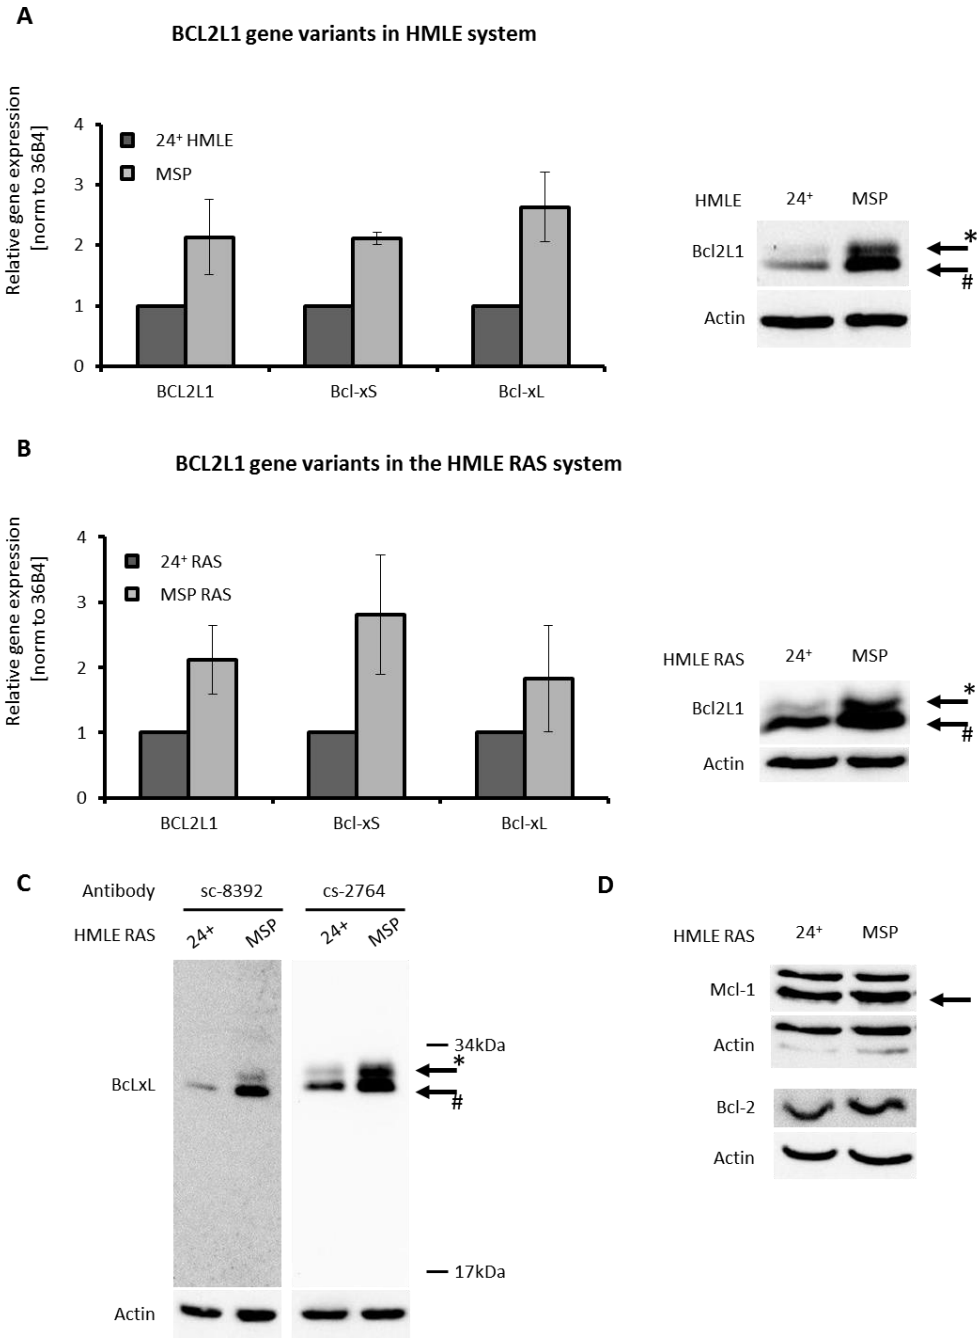 A
BCL2L1 gene variants in HMLE system
Relative gene expression
[norm to 36B4]
4
3
2
1
0
24⁺ HMLE
MSP
BCL2L1
Bcl-xS
Bcl-xL
HMLE 24⁺ MSP
Bcl2L1
*
#
Actin
B
BCL2L1 gene variants in the HMLE RAS system
Relative gene expression
[norm to 36B4]
4
3
2
1
0
24⁺ RAS
MSP RAS
BCL2L1
Bcl-xS
Bcl-xL
HMLE RAS 24⁺ MSP
Bcl2L1
*
#
Actin
C
Antibody sc-8392 cs-2764
HMLE RAS 24+ MSP 24+ MSP
34kDa
*
BcLxL
#
17kDa
Actin
D
HMLE RAS 24⁺ MSP
Mcl-1
Actin
Bcl-2
Actin